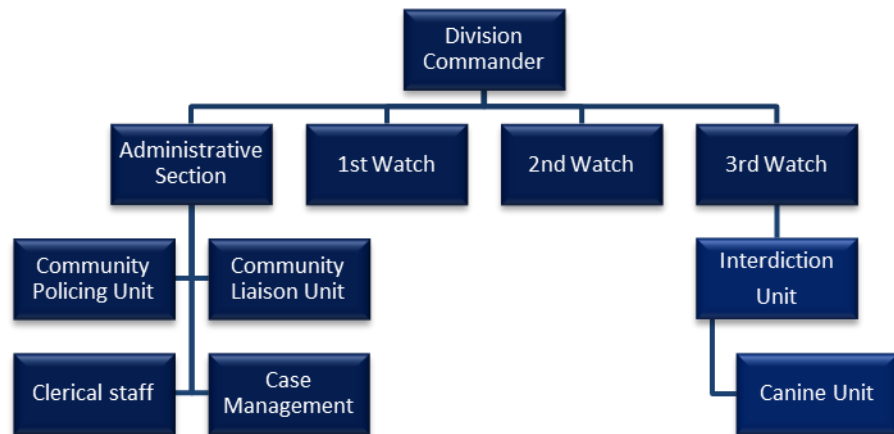 Division
Commander
Administrative
Section
1st Watch
2nd Watch
3rd Watch
Community
Policing Unit
Community
Liaison Unit
Interdiction
Unit
Clerical staff
Case
Management
Canine Unit